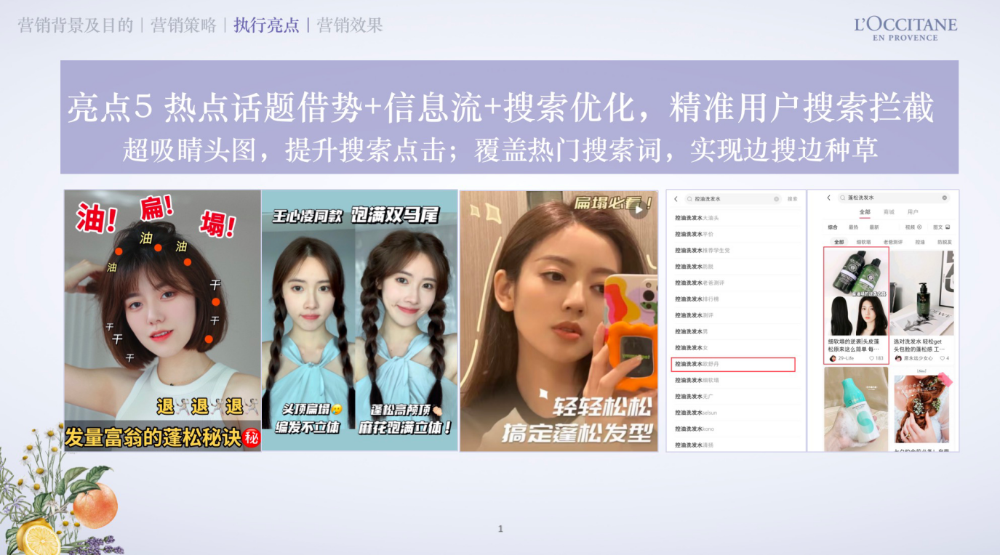 营销背景及目的｜营销策略｜执行亮点｜营销效果
L'OCCITANE
EN PROVENCE
亮点5 热点话题借势+信息流+搜索优化，精准用户搜索拦截
超吸睛头图，提升搜索点击；覆盖热门搜索词，实现边搜边种草
油！ 扁！ 塌！
油
油
油
干
干
干
干
干
退 退 退
发量富翁的蓬松秘诀 秘
王心凌同款 饱满双马尾
头顶扁塌
编发不立体
蓬松高颅顶
麻花饱满立体！
扁塌必看！
轻轻松松
搞定蓬松发型
控油洗发水 搜索
控油洗发水大油头
控油洗发水平价
控油洗发水推荐学生党
控油洗发水防脱
控油洗发水老爸测评
控油洗发水排行榜
控油洗发水测评
控油洗发水男
控油洗发水女
控油洗发水欧舒丹
控油洗发水细软塌
控油洗发水无广
控油洗发水selsun
控油洗发水kono
控油洗发水清扬
蓬松洗发水
全部 商城 用户
综合 最热 最新 视频 图文
全部 细软塌 老爸测评 控油 防脱发
细软塌的逆袭|头皮蓬
松原来这么简单 每…
29-Life 183
选对洗发水 轻松get
头包脸的蓬松感 工…
愿永远少女心 4
1